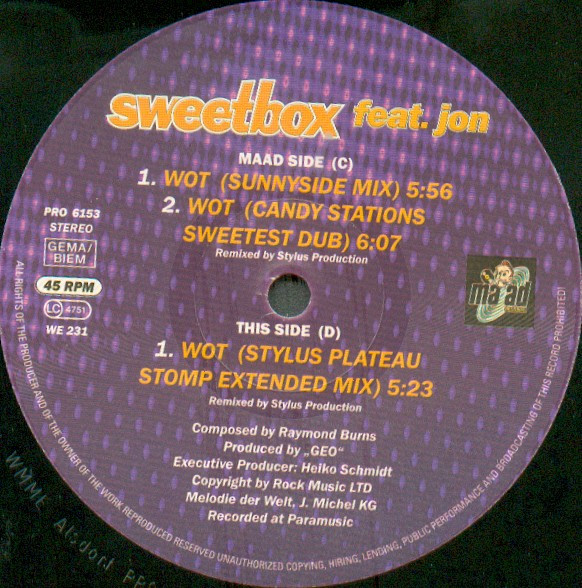 sweetbox feat. jon
MAAD SIDE (C)
1. WOT (SUNNYSIDE MIX) 5:56
2. WOT (CANDY STATIONS
SWEETEST DUB) 6:07
Remixed by Stylus Production
PRO 6153
STEREO
GEMA/
BIEM
45 RPM
LC 4751
WE 231
maad
THIS SIDE (D)
1. WOT (STYLUS PLATEAU
STOMP EXTENDED MIX) 5:23
Remixed by Stylus Production
Composed by Raymond Burns
Produced by „GEO“
Executive Producer: Heiko Schmidt
Copyright by Rock Music LTD
Melodie der Welt, J. Michel KG
Recorded at Paramusic
ALL RIGHTS OF THE PRODUCER AND OF THE OWNER OF THE WORK REPRODUCED RESERVED UNAUTHORIZED COPYING, HIRING, LENDING, PUBLIC PERFORMANCE AND BROADCASTING OF THIS RECORD PROHIBITED!
WMME Alsdorf